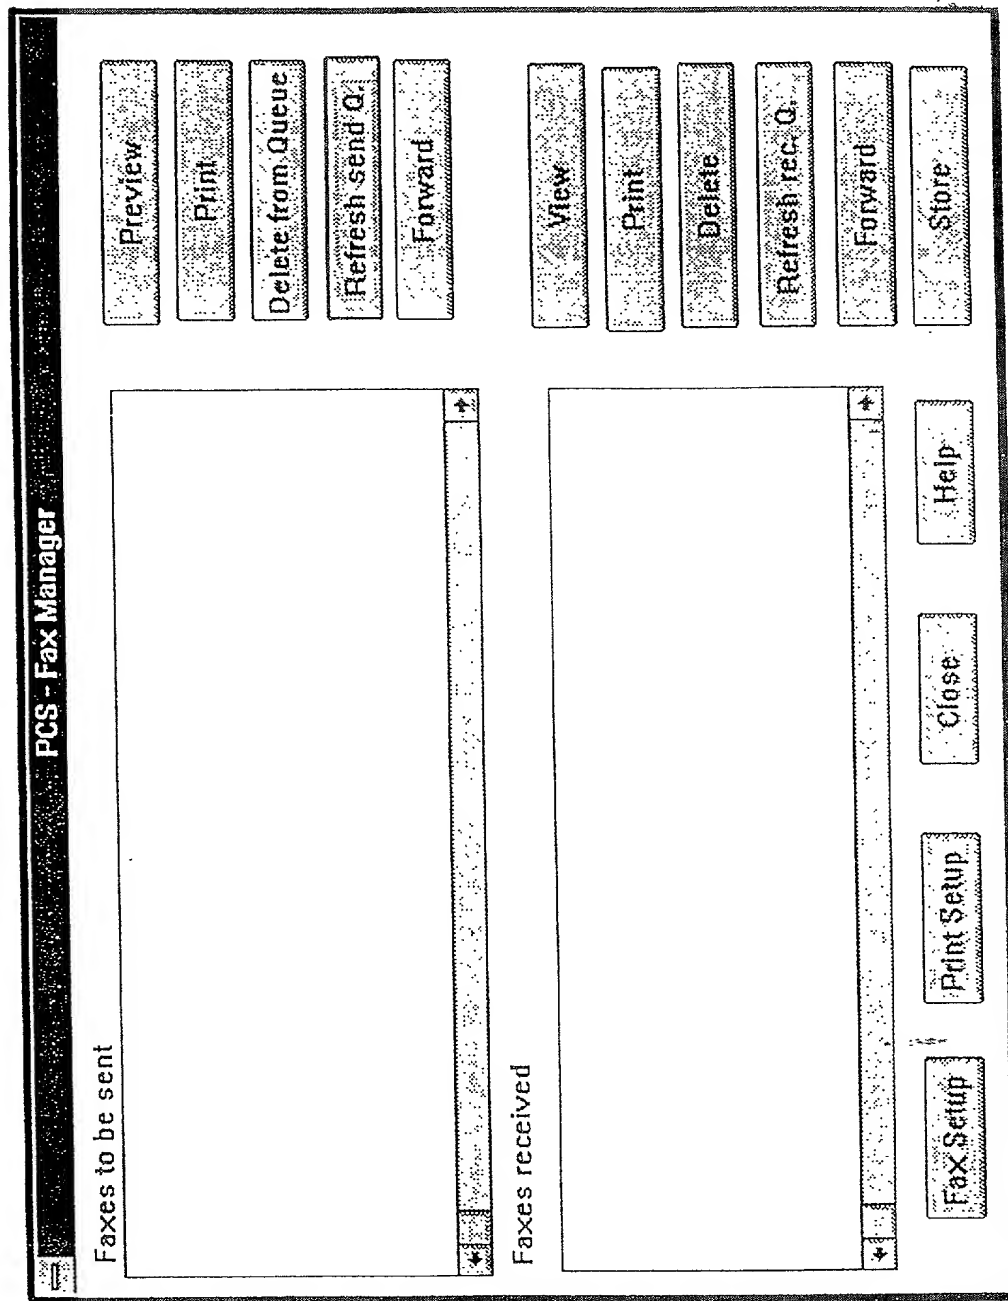 PCS - Fax Manager
Faxes to be sent
Preview
Print
Delete from Queue
Refresh send Q.
Forward
Faxes received
View
Print
Delete
Refresh rec. Q.
Forward
Store
Fax Setup
Print Setup
Close
Help